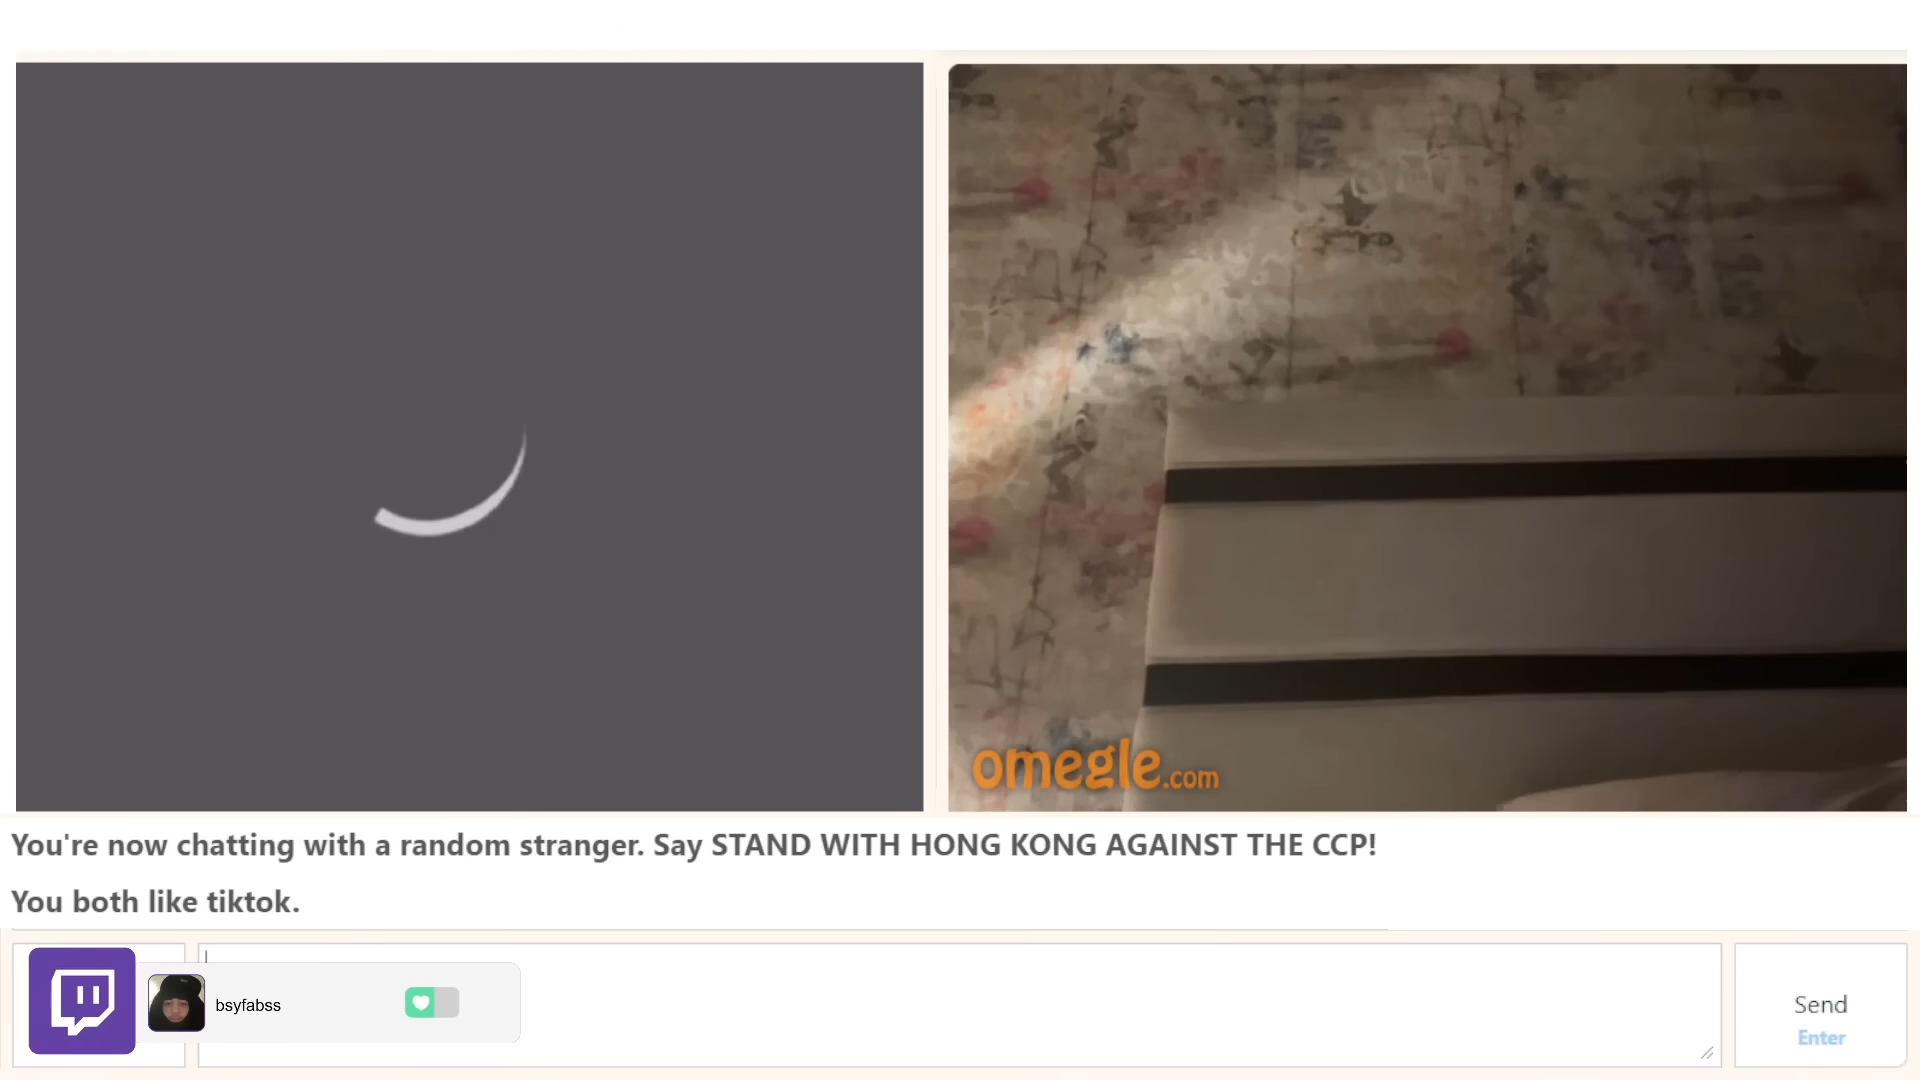 omegle.com
You're now chatting with a random stranger. Say STAND WITH HONG KONG AGAINST THE CCP!
You both like tiktok.
bsyfabss
Send
Enter